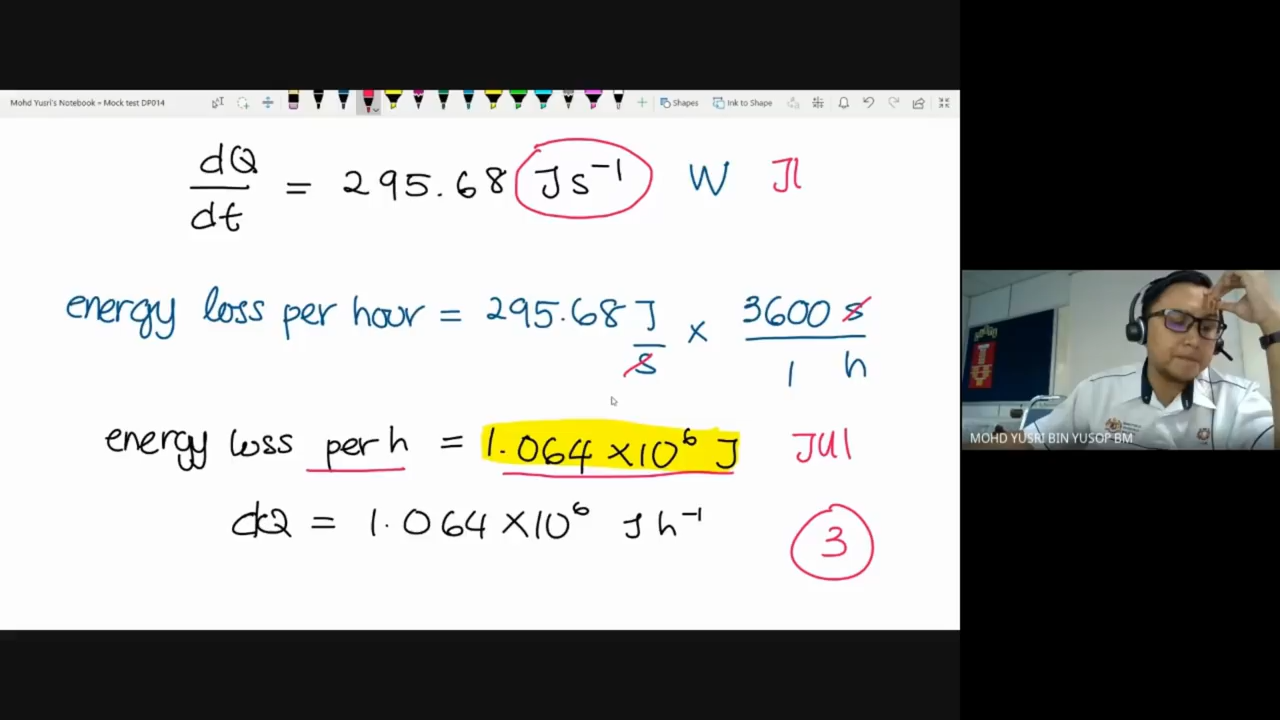 Mohd Yusri's Notebook » Mock test DP014
Shapes
Ink to Shape
dQ/dt = 295.68 Js⁻¹ W J1
energy loss per hour = 295.68 J/s × 3600 s/1 h
energy loss per h = 1.064 ×10⁶ J JU1
dQ = 1.064 ×10⁶ J h⁻¹
3
MOHD YUSRI BIN YUSOP BM